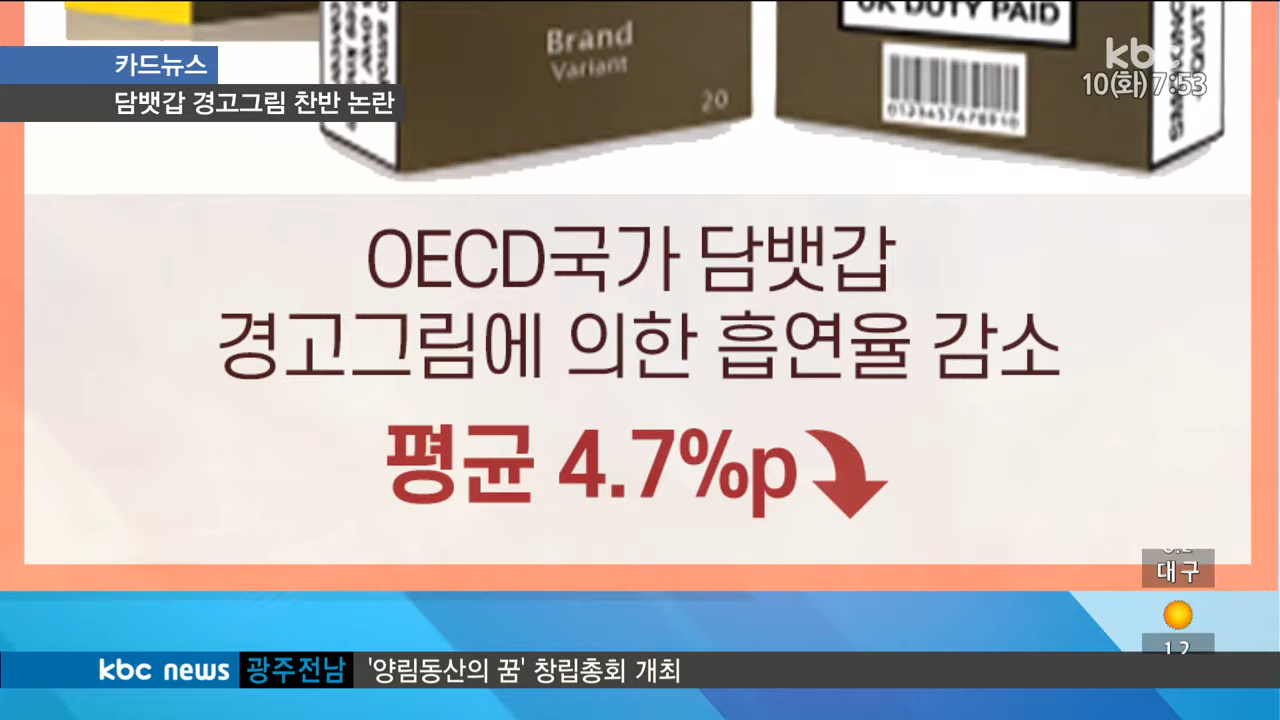 카드뉴스
담뱃갑 경고그림 찬반 논란
Brand
Variant
20
UK DUTY PAID
kbc
10(화) 7:53
OECD국가 담뱃갑
경고그림에 의한 흡연율 감소
평균 4.7%p
대구
12
kbc news 광주전남 '양림동산의 꿈' 창립총회 개최